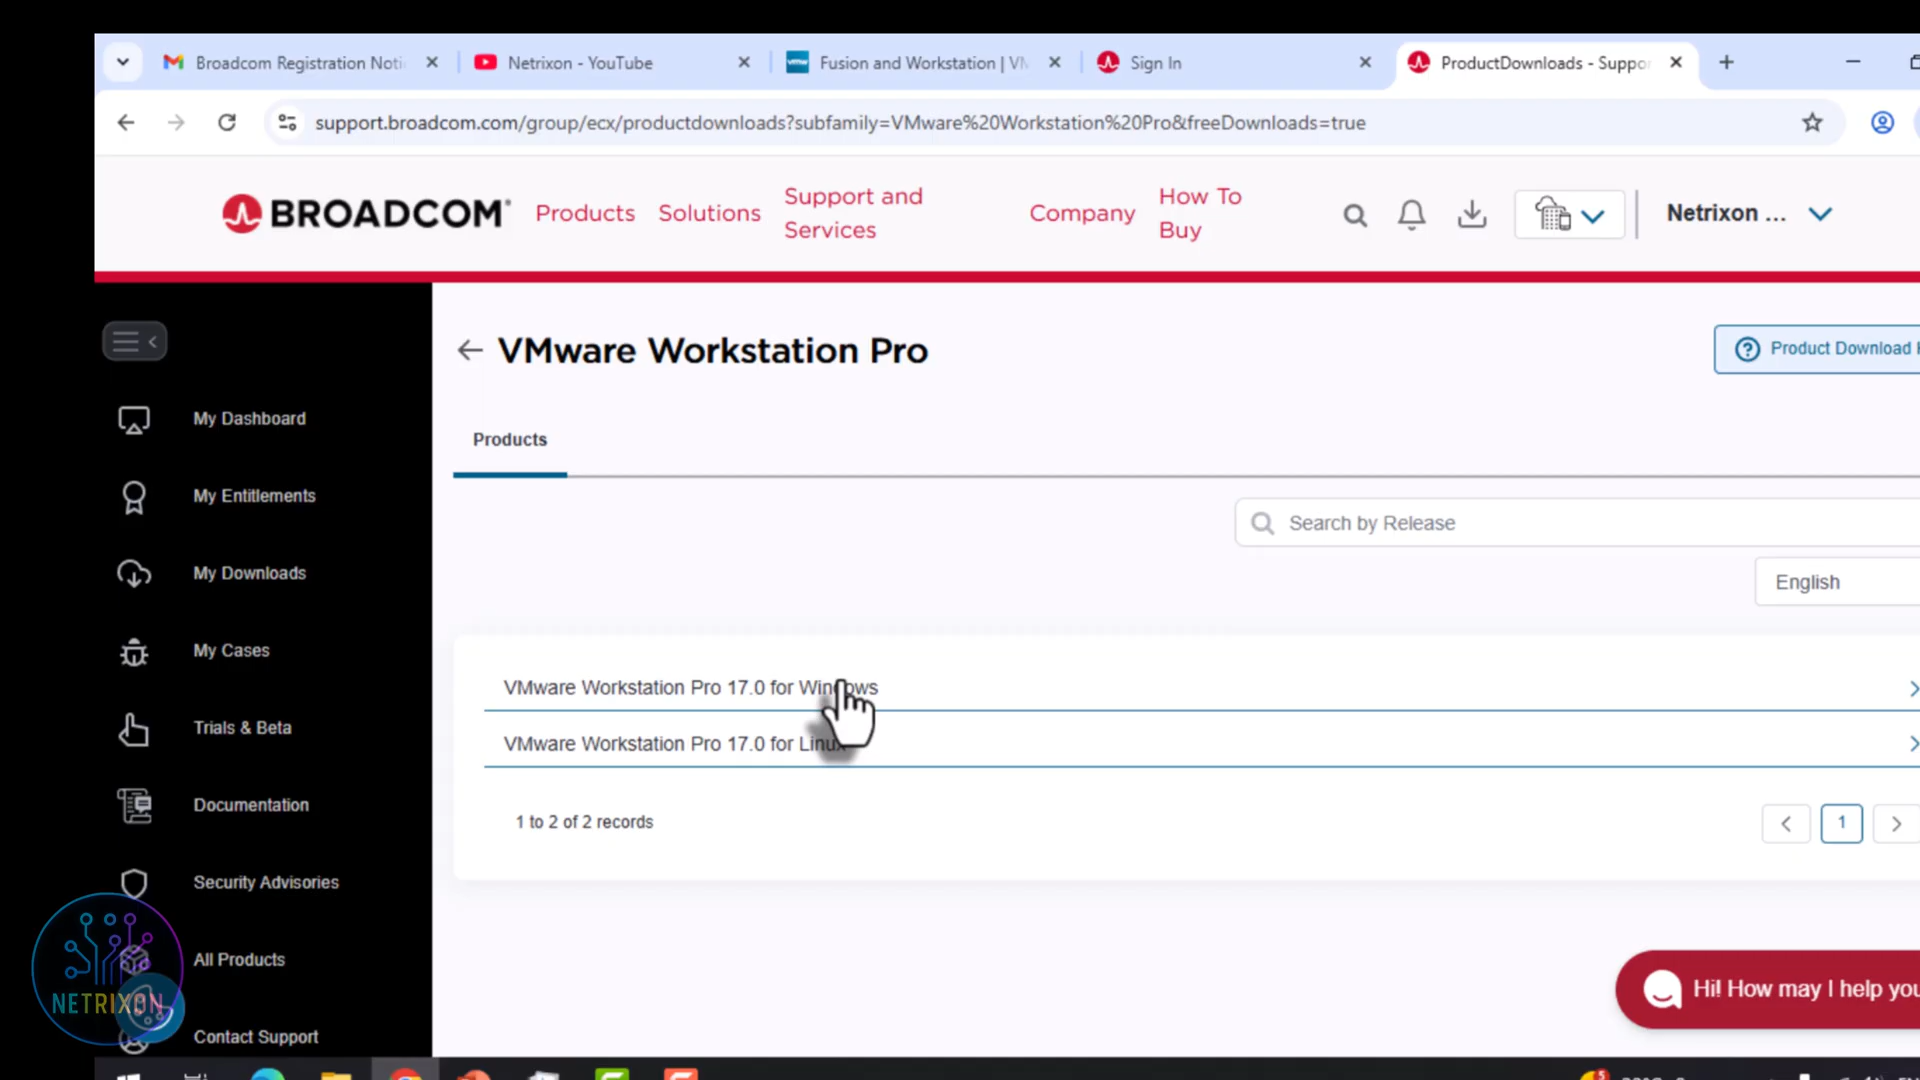 Broadcom Registration Noti
Netrixon - YouTube
Fusion and Workstation | VM
Sign In
ProductDownloads - Suppor
support.broadcom.com/group/ecx/productdownloads?subfamily=VMware%20Workstation%20Pro&freeDownloads=true
BROADCOM
Products
Solutions
Support and
Services
Company
How To
Buy
Netrixon ...
VMware Workstation Pro
Product Download
Products
Search by Release
English
VMware Workstation Pro 17.0 for Windows
VMware Workstation Pro 17.0 for Linux
1 to 2 of 2 records
1
My Dashboard
My Entitlements
My Downloads
My Cases
Trials & Beta
Documentation
Security Advisories
All Products
Contact Support
NETRIXON
Hi! How may I help you
5